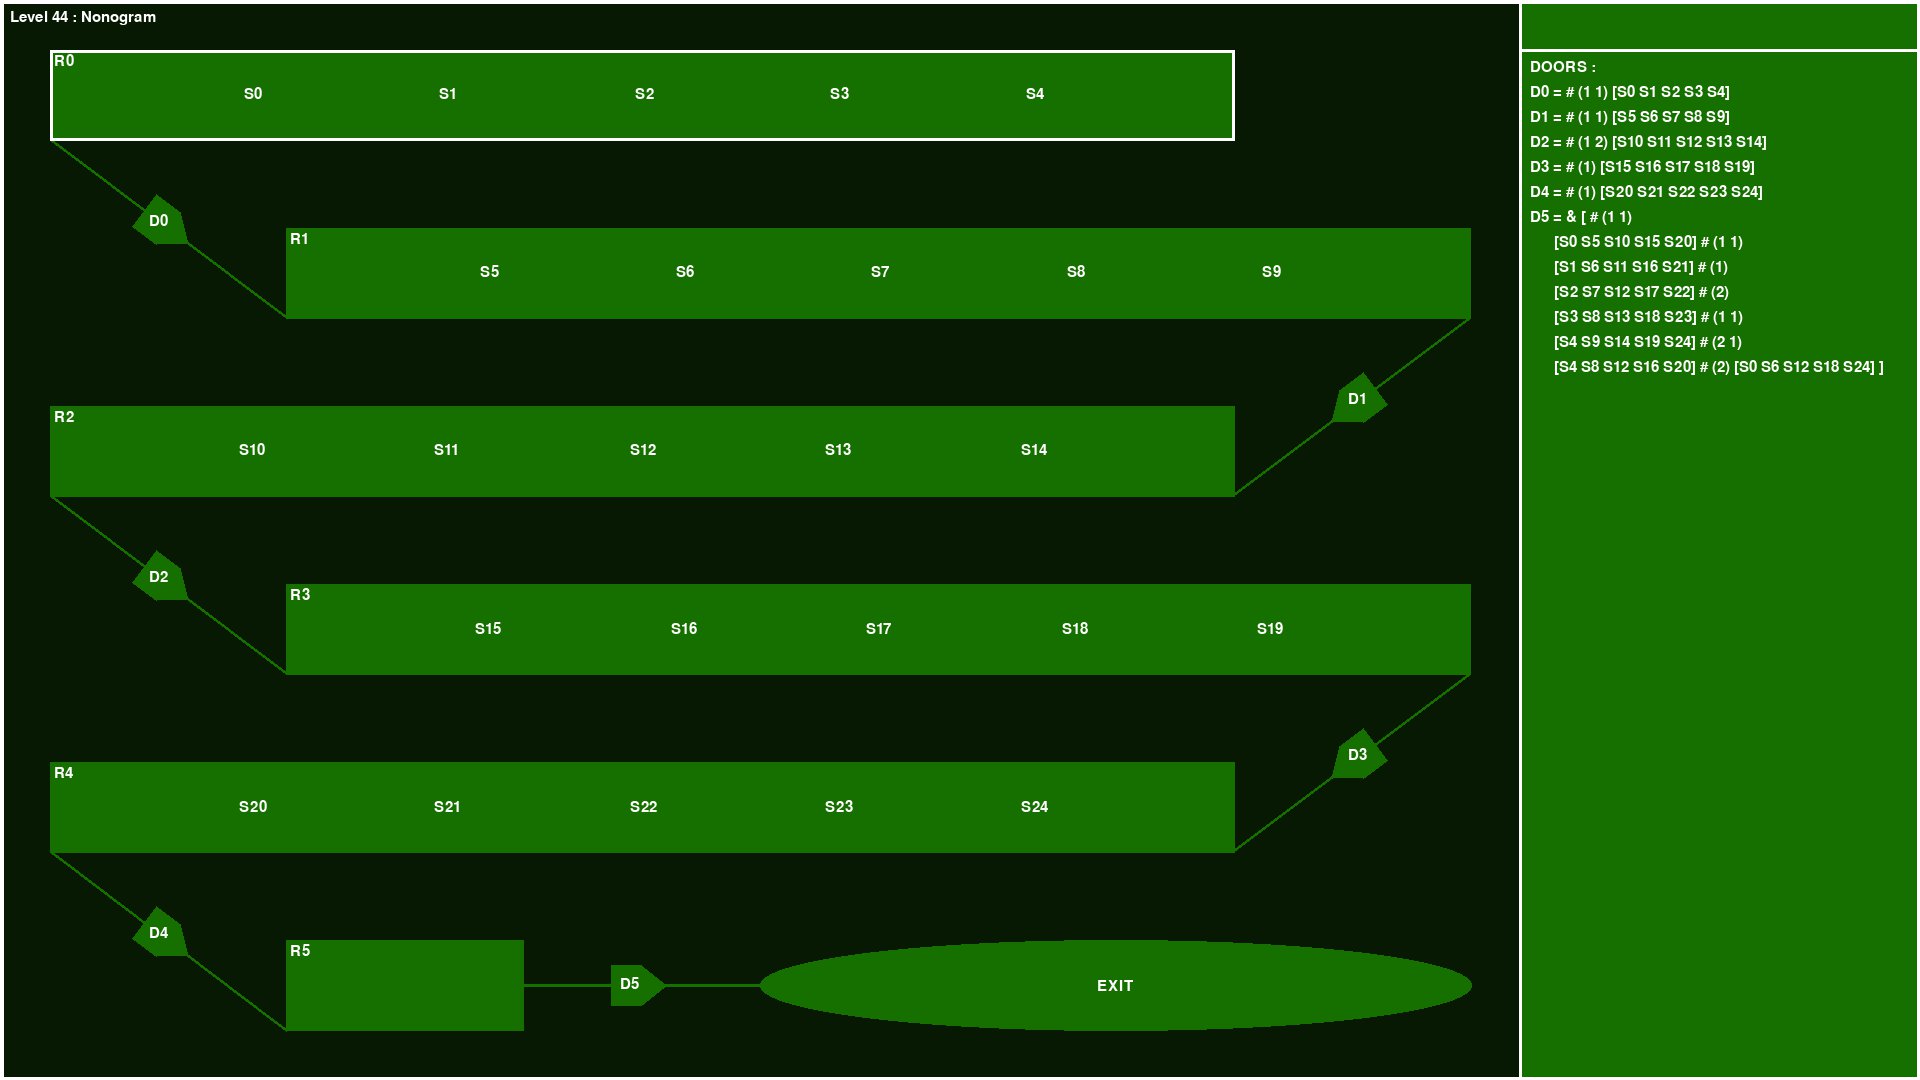 Level 44 : Nonogram
R0
S0 S1 S2 S3 S4
D0
R1
S5 S6 S7 S8 S9
D1
R2
S10 S11 S12 S13 S14
D2
R3
S15 S16 S17 S18 S19
D3
R4
S20 S21 S22 S23 S24
D4
R5
D5
EXIT
DOORS :
D0 = # (1 1) [S0 S1 S2 S3 S4]
D1 = # (1 1) [S5 S6 S7 S8 S9]
D2 = # (1 2) [S10 S11 S12 S13 S14]
D3 = # (1) [S15 S16 S17 S18 S19]
D4 = # (1) [S20 S21 S22 S23 S24]
D5 = & [ # (1 1)
[S0 S5 S10 S15 S20] # (1 1)
[S1 S6 S11 S16 S21] # (1)
[S2 S7 S12 S17 S22] # (2)
[S3 S8 S13 S18 S23] # (1 1)
[S4 S9 S14 S19 S24] # (2 1)
[S4 S8 S12 S16 S20] # (2) [S0 S6 S12 S18 S24] ]